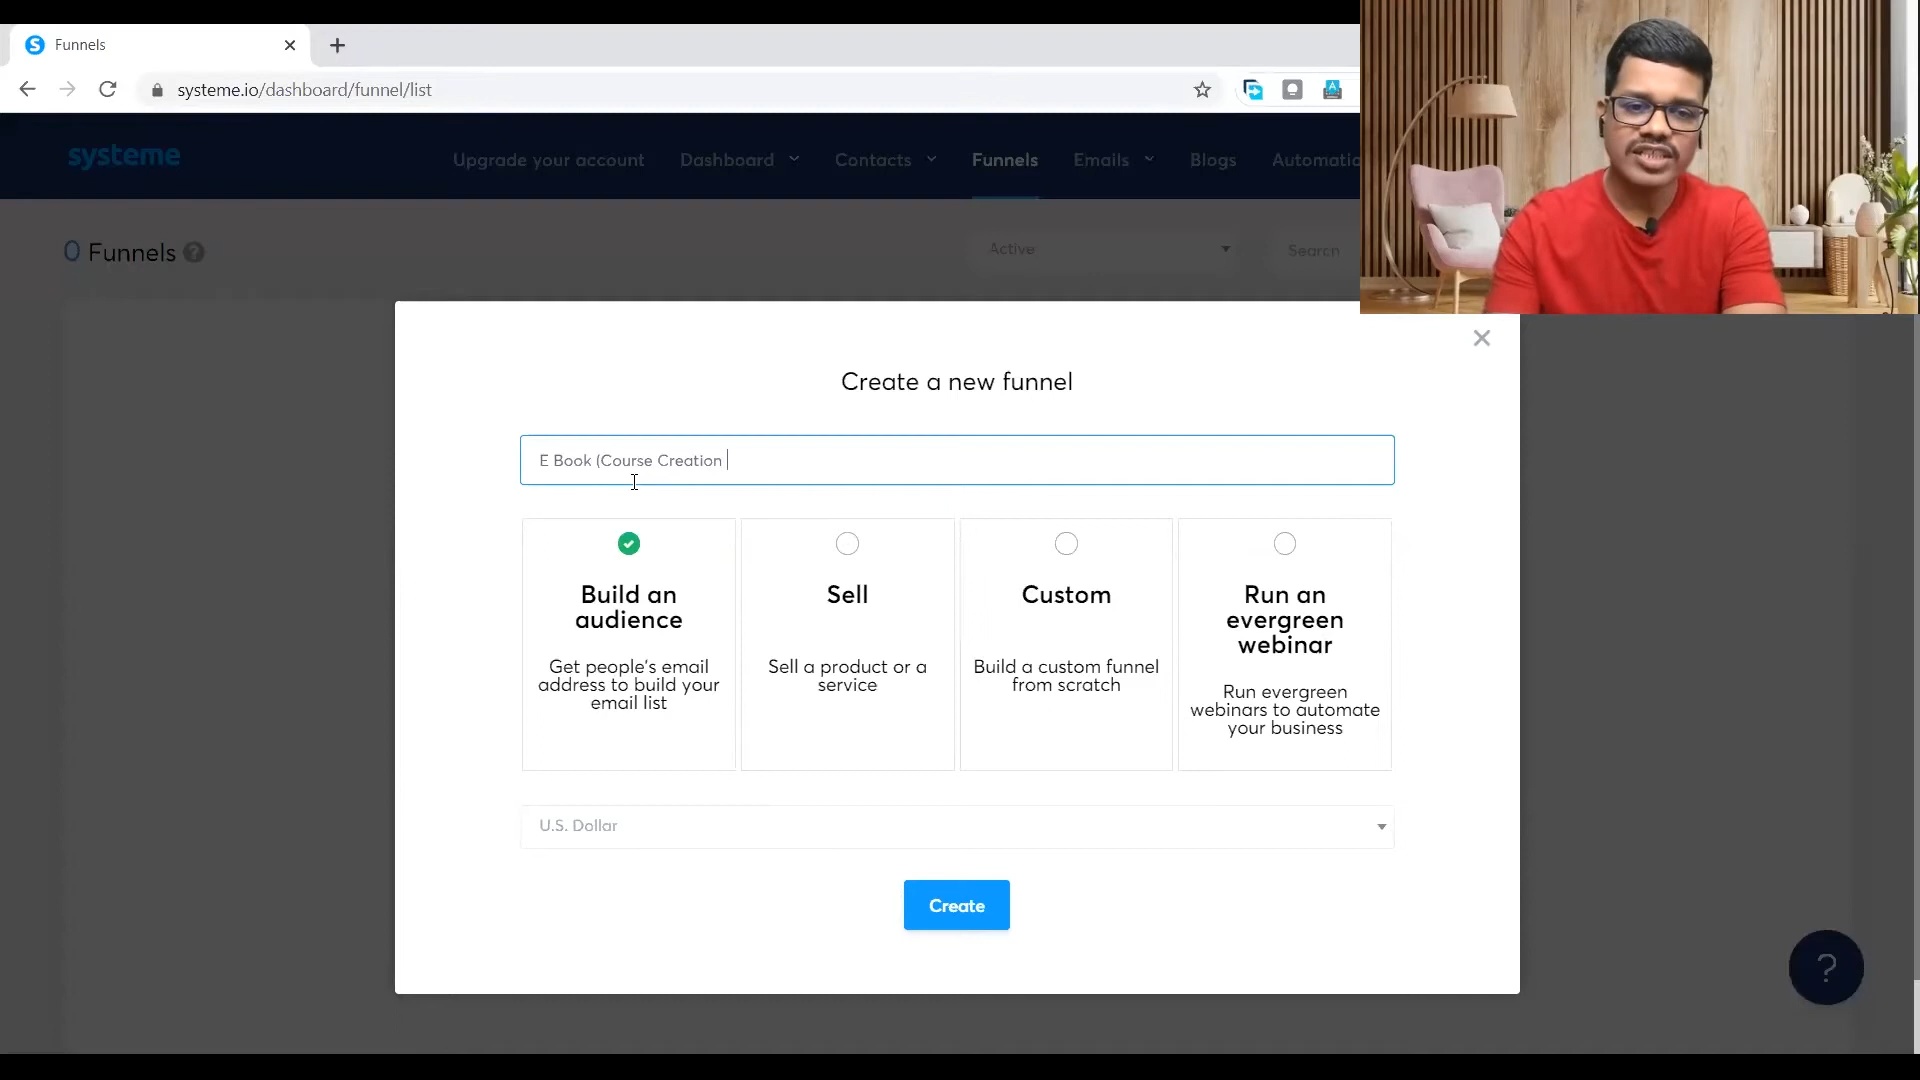 Funnels
systeme.io/dashboard/funnel/list
systeme
Upgrade your account
Dashboard
Contacts
Funnels
Emails
Blogs
Automatio
0 Funnels ?
Active
Search
Create a new funnel
E Book (Course Creation
Build an
audience
Get people's email
address to build your
email list
Sell
Sell a product or a
service
Custom
Build a custom funnel
from scratch
Run an
evergreen
webinar
Run evergreen
webinars to automate
your business
U.S. Dollar
Create
?